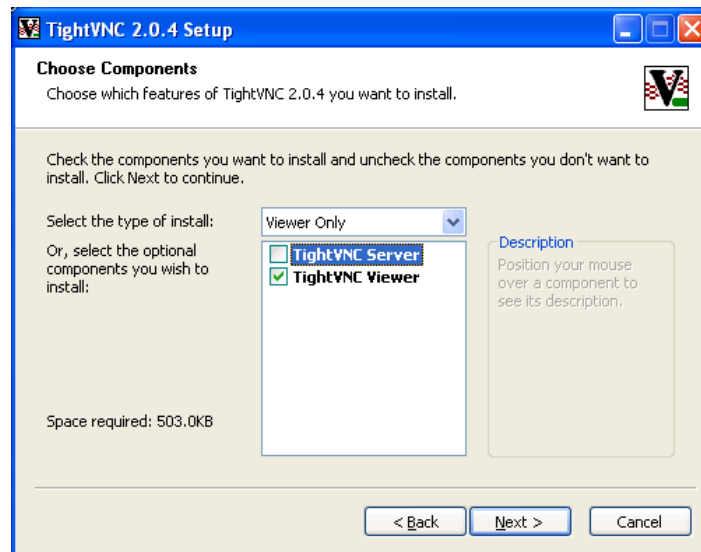 TightVNC 2.0.4 Setup
Choose Components
Choose which features of TightVNC 2.0.4 you want to install.
Check the components you want to install and uncheck the components you don't want to
install. Click Next to continue.
Select the type of install:
Viewer Only
Or, select the optional
components you wish to
install:
TightVNC Server
TightVNC Viewer
Description
Position your mouse
over a component to
see its description.
Space required: 503.0KB
< Back
Next >
Cancel